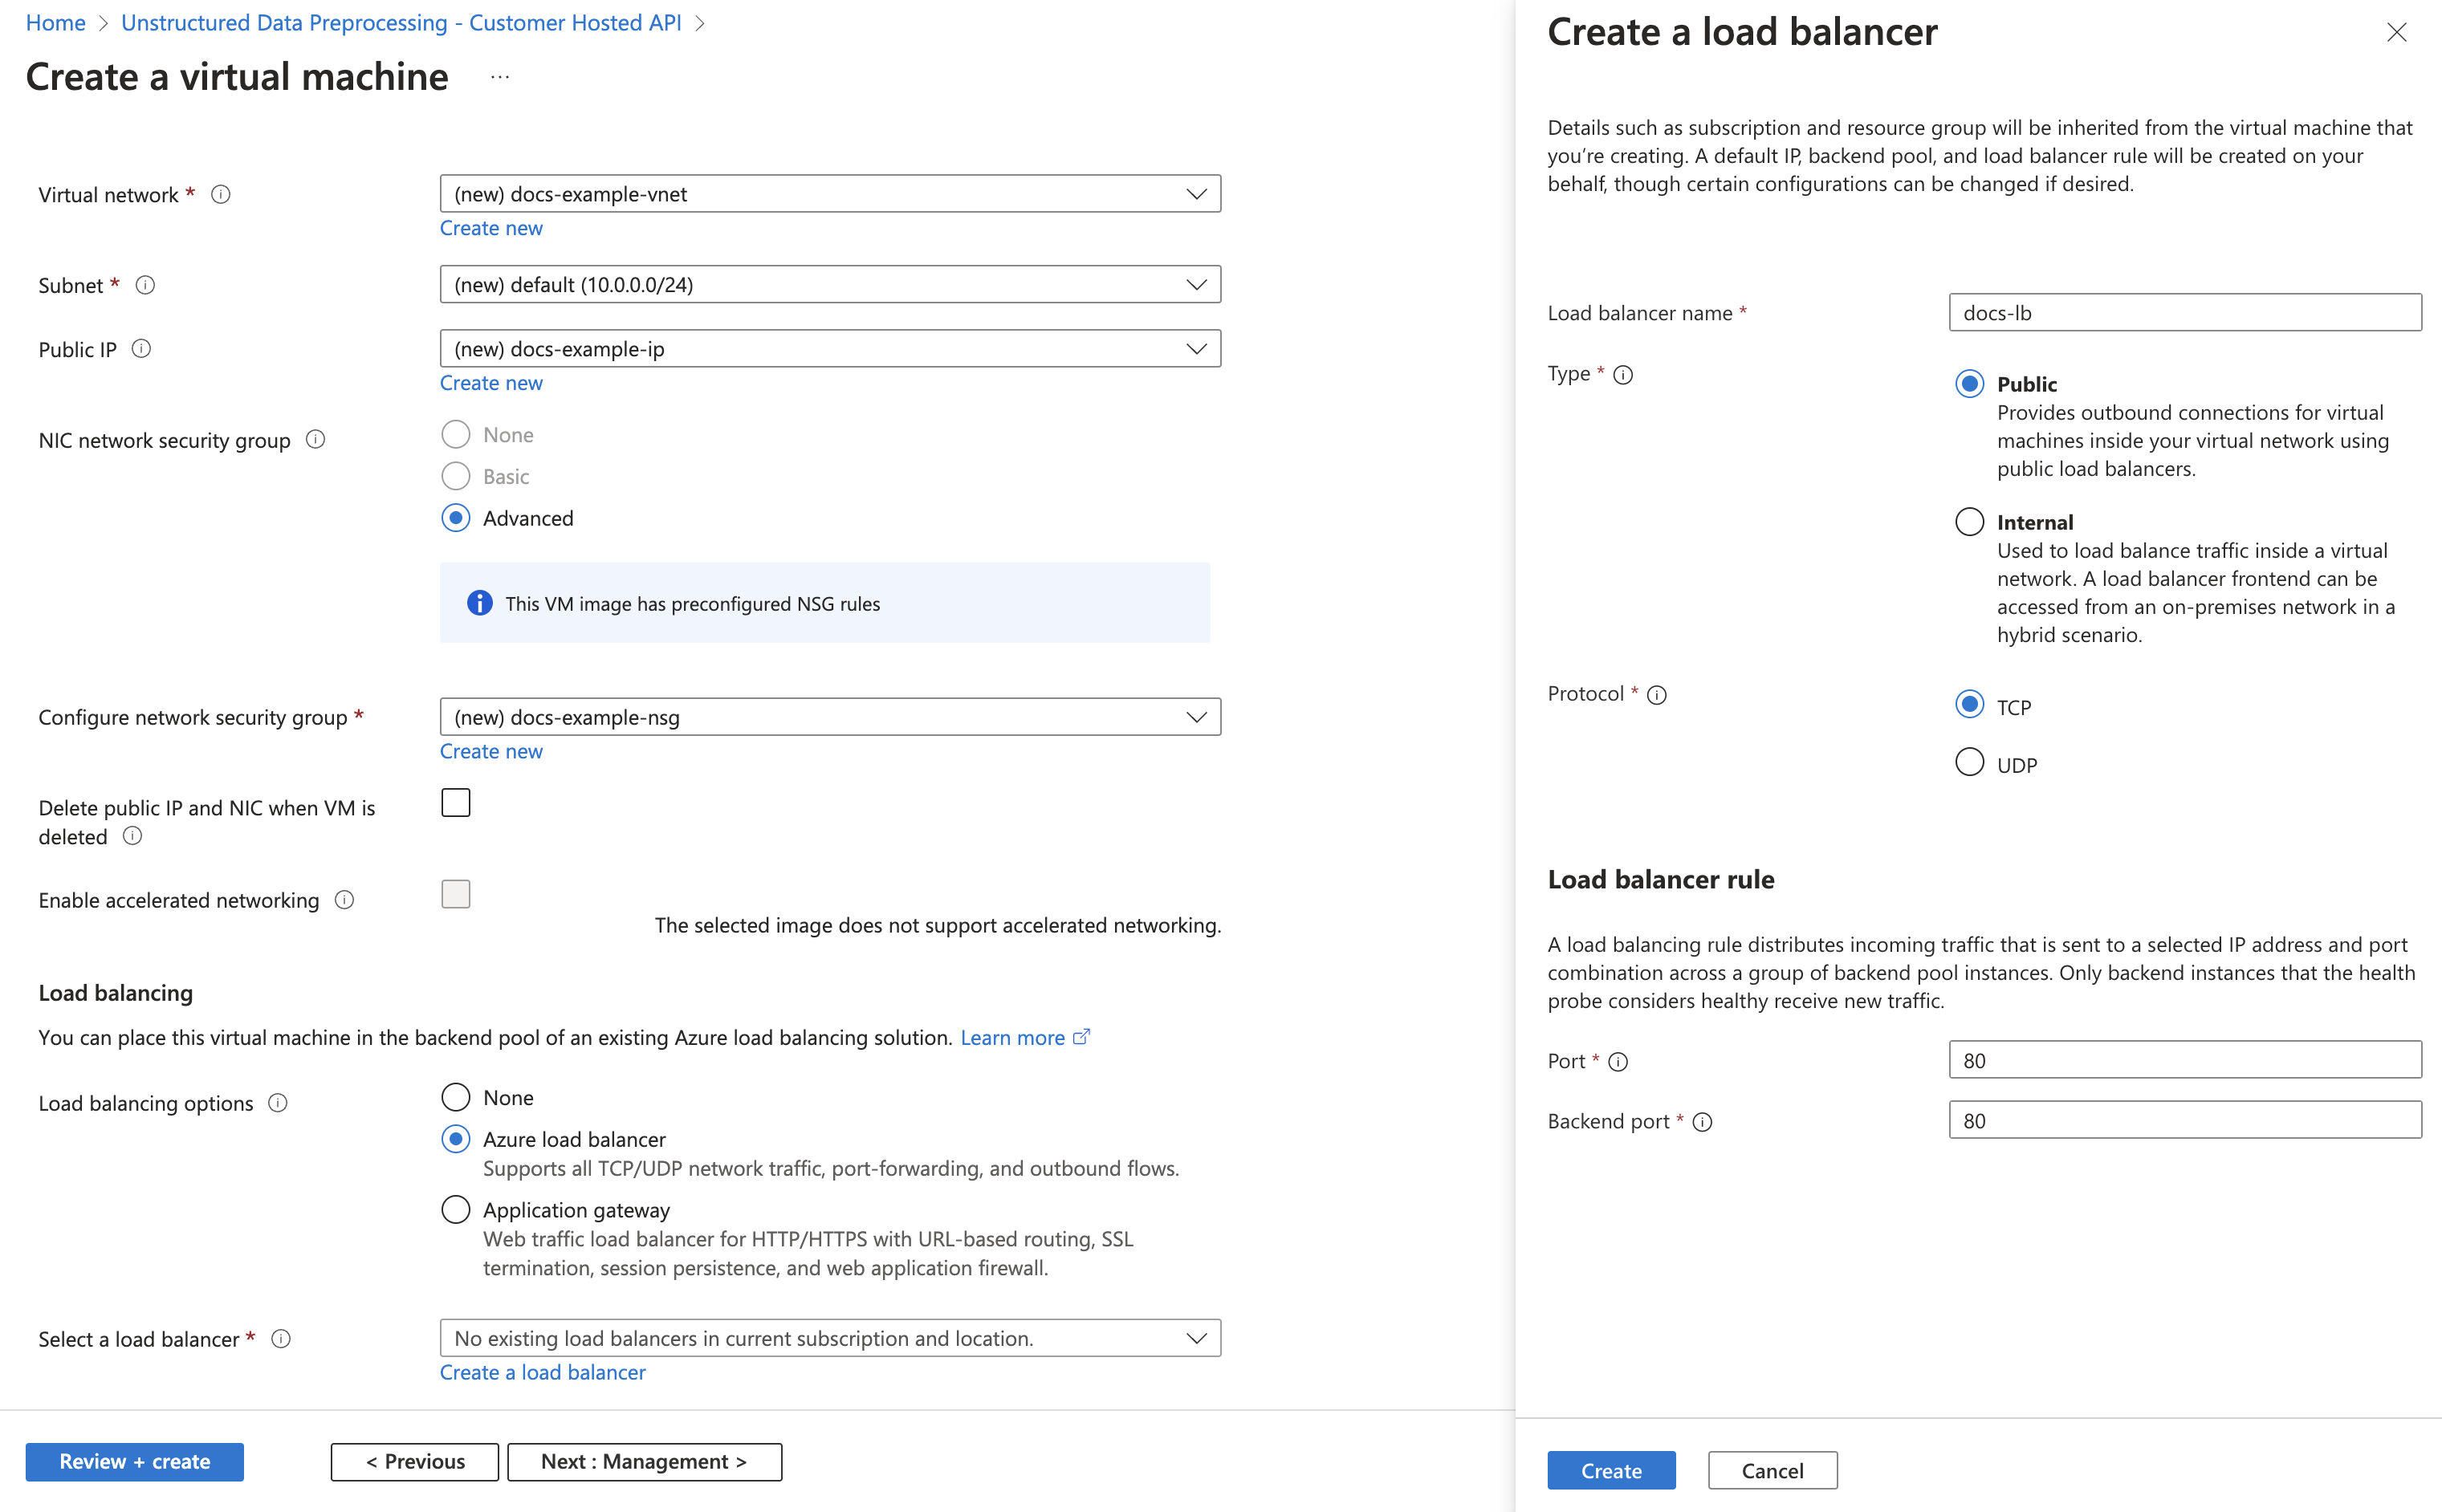 Home > Unstructured Data Preprocessing - Customer Hosted API >
Create a virtual machine ...
Virtual network *
(new) docs-example-vnet
Create new
Subnet *
(new) default (10.0.0.0/24)
Public IP
(new) docs-example-ip
Create new
NIC network security group
None
Basic
Advanced
This VM image has preconfigured NSG rules
Configure network security group *
(new) docs-example-nsg
Create new
Delete public IP and NIC when VM is
deleted
Enable accelerated networking
The selected image does not support accelerated networking.
Load balancing
You can place this virtual machine in the backend pool of an existing Azure load balancing solution. Learn more
Load balancing options
None
Azure load balancer
Supports all TCP/UDP network traffic, port-forwarding, and outbound flows.
Application gateway
Web traffic load balancer for HTTP/HTTPS with URL-based routing, SSL
termination, session persistence, and web application firewall.
Select a load balancer *
No existing load balancers in current subscription and location.
Create a load balancer
Review + create
< Previous
Next : Management >
Create a load balancer
Details such as subscription and resource group will be inherited from the virtual machine that
you're creating. A default IP, backend pool, and load balancer rule will be created on your
behalf, though certain configurations can be changed if desired.
Load balancer name *
docs-lb
Type *
Public
Provides outbound connections for virtual
machines inside your virtual network using
public load balancers.
Internal
Used to load balance traffic inside a virtual
network. A load balancer frontend can be
accessed from an on-premises network in a
hybrid scenario.
Protocol *
TCP
UDP
Load balancer rule
A load balancing rule distributes incoming traffic that is sent to a selected IP address and port
combination across a group of backend pool instances. Only backend instances that the health
probe considers healthy receive new traffic.
Port *
80
Backend port *
80
Create
Cancel